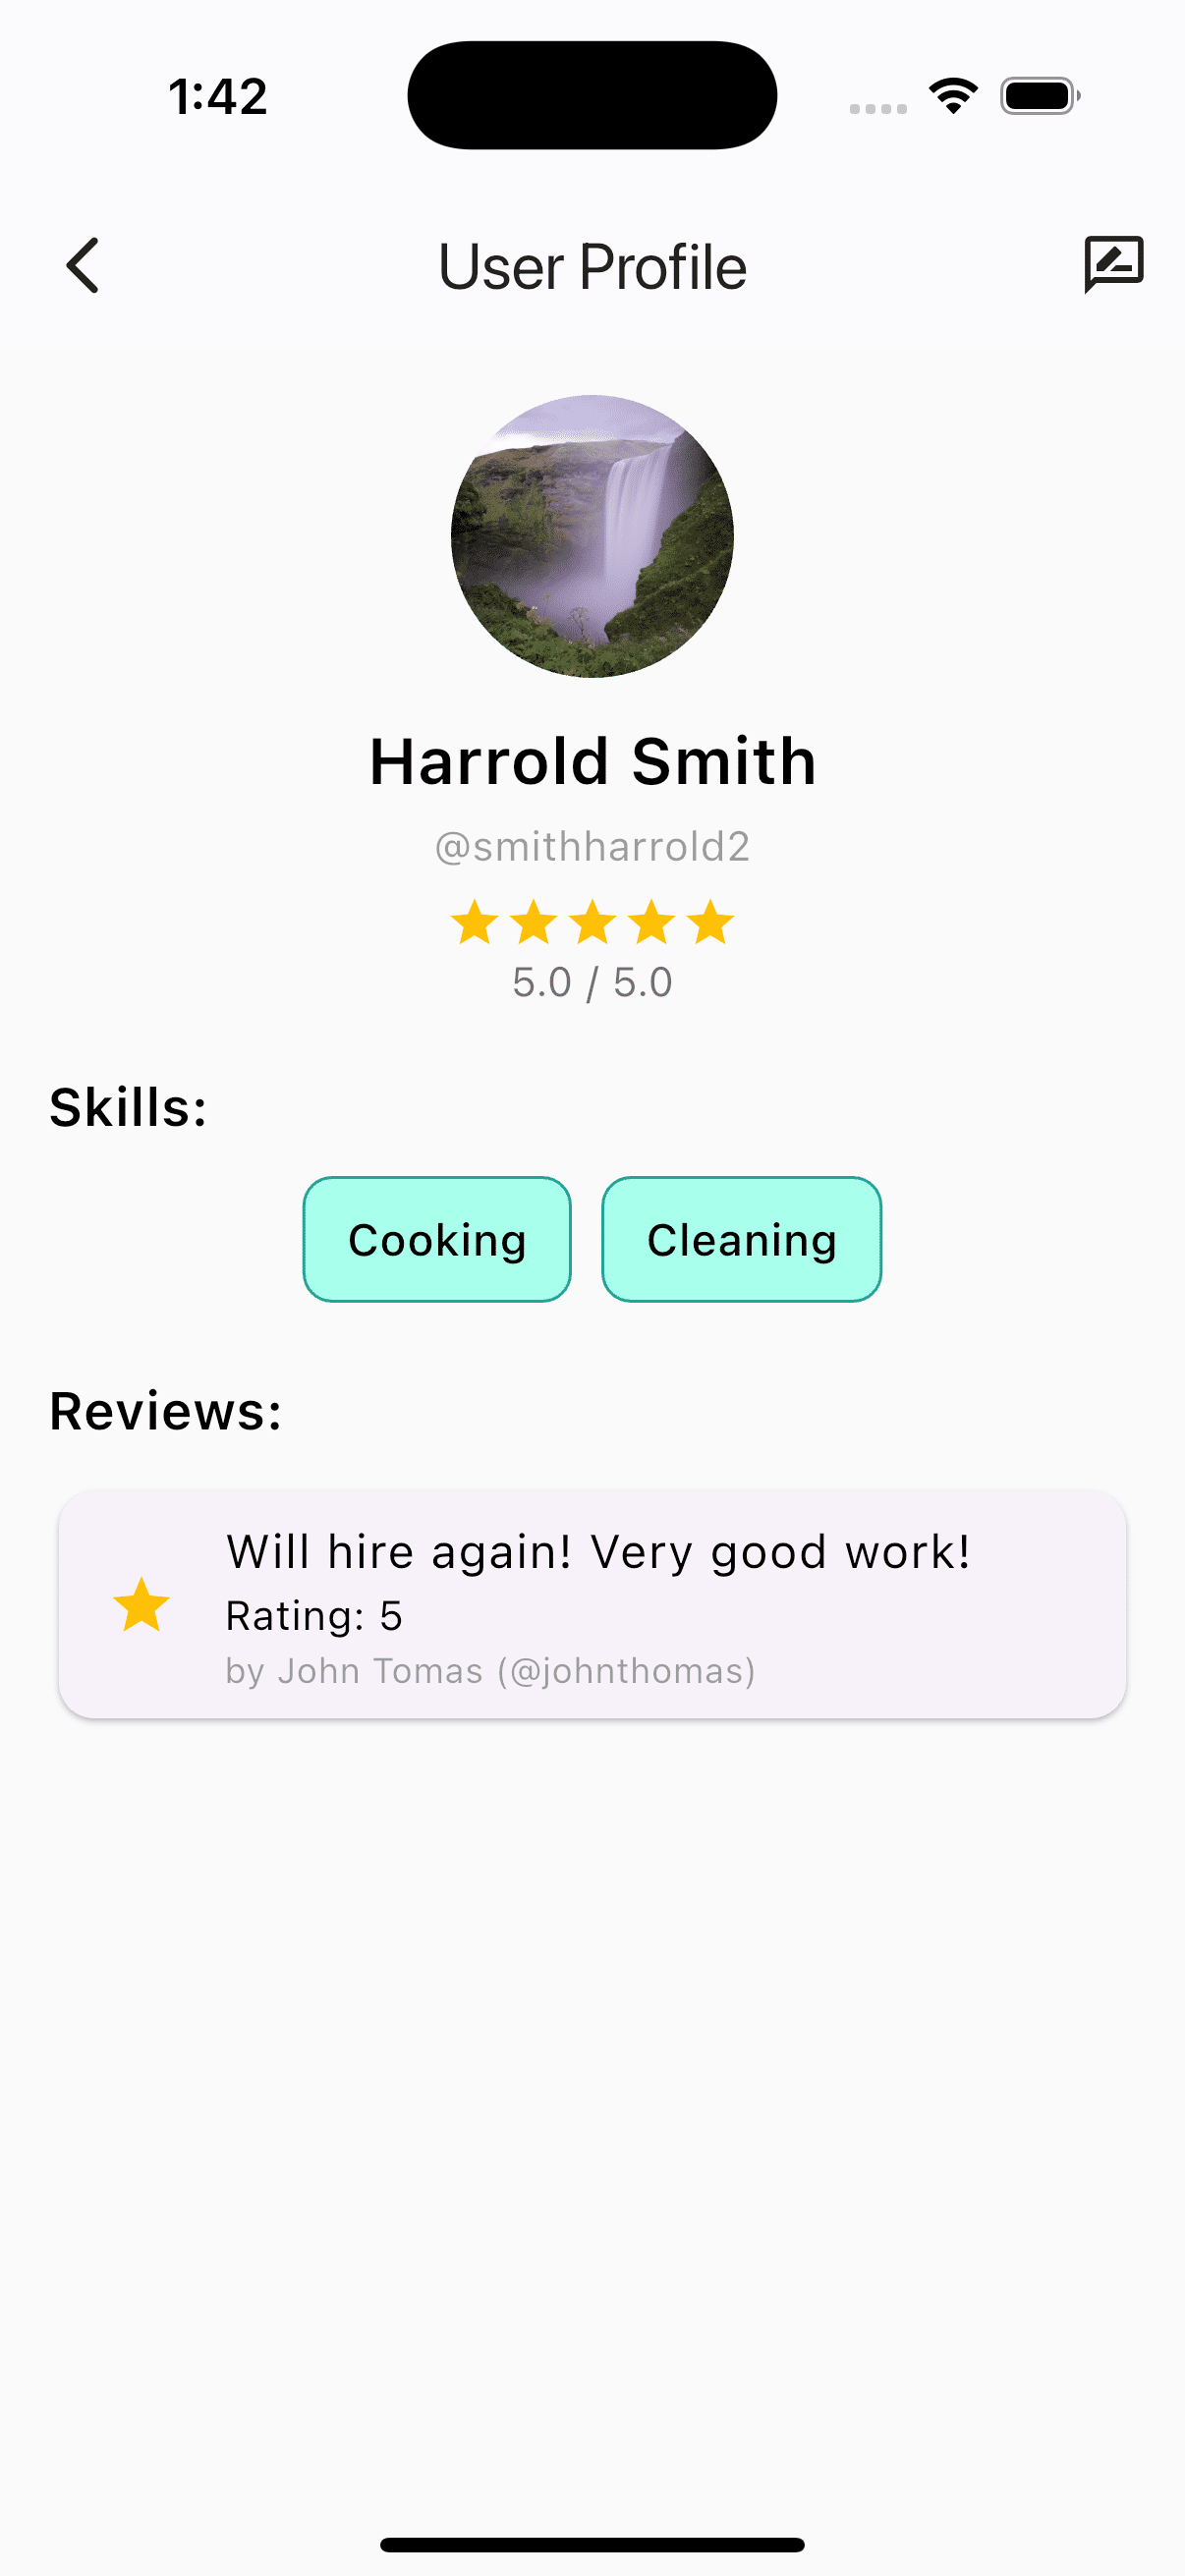 1:42
User Profile
Harrold Smith
@smithharrold2
5.0 / 5.0
Skills:
Cooking
Cleaning
Reviews:
Will hire again! Very good work!
Rating: 5
by John Tomas (@johnthomas)